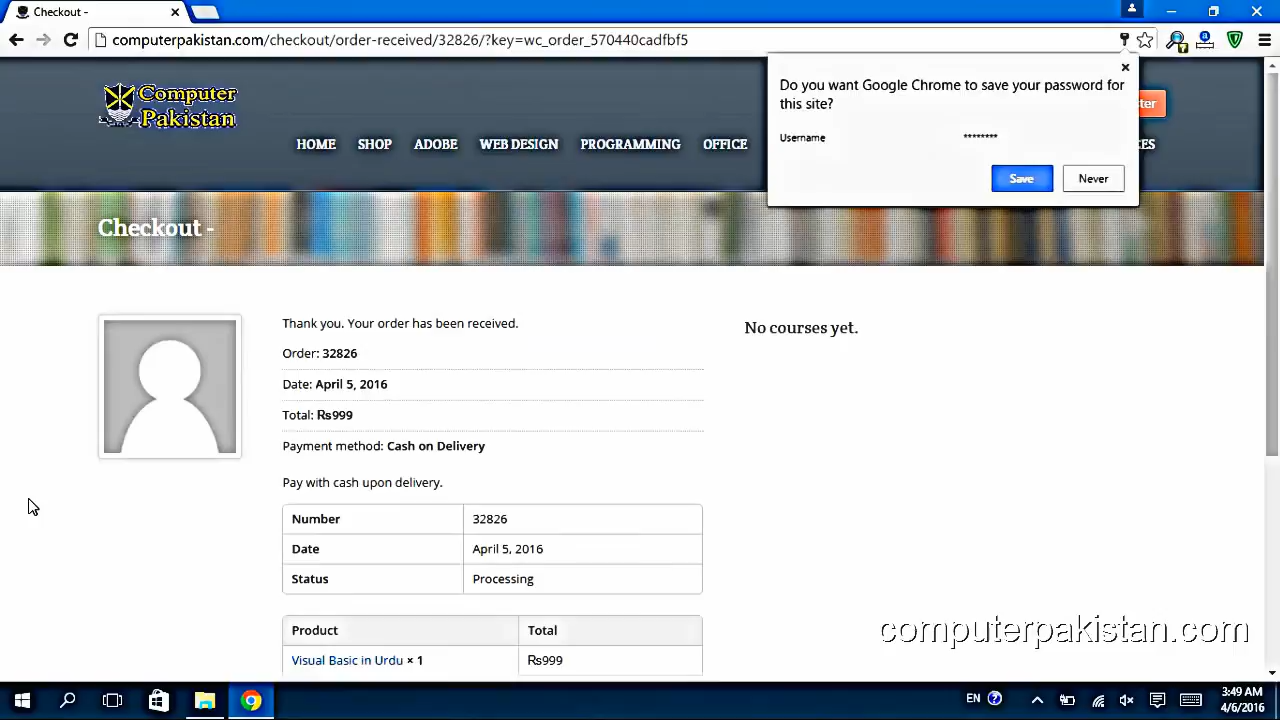 Checkout -
computerpakistan.com/checkout/order-received/32826/?key=wc_order_570440cadfbf5
Do you want Google Chrome to save your password for
this site?
Username ********
Save Never
Computer
Pakistan
HOME SHOP ADOBE WEB DESIGN PROGRAMMING OFFICE
Checkout -
Thank you. Your order has been received.
Order: 32826
Date: April 5, 2016
Total: ₨999
Payment method: Cash on Delivery
Pay with cash upon delivery.
Number 32826
Date April 5, 2016
Status Processing
Product Total
Visual Basic in Urdu × 1 ₨999
No courses yet.
computerpakistan.com
EN
3:49 AM
4/6/2016